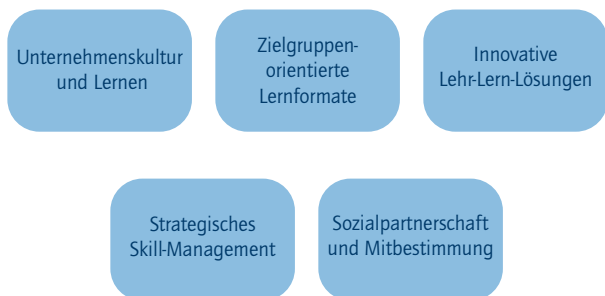 Unternehmenskultur
und Lernen
Zielgruppen-
orientierte
Lernformate
Innovative
Lehr-Lern-Lösungen
Strategisches
Skill-Management
Sozialpartnerschaft
und Mitbestimmung